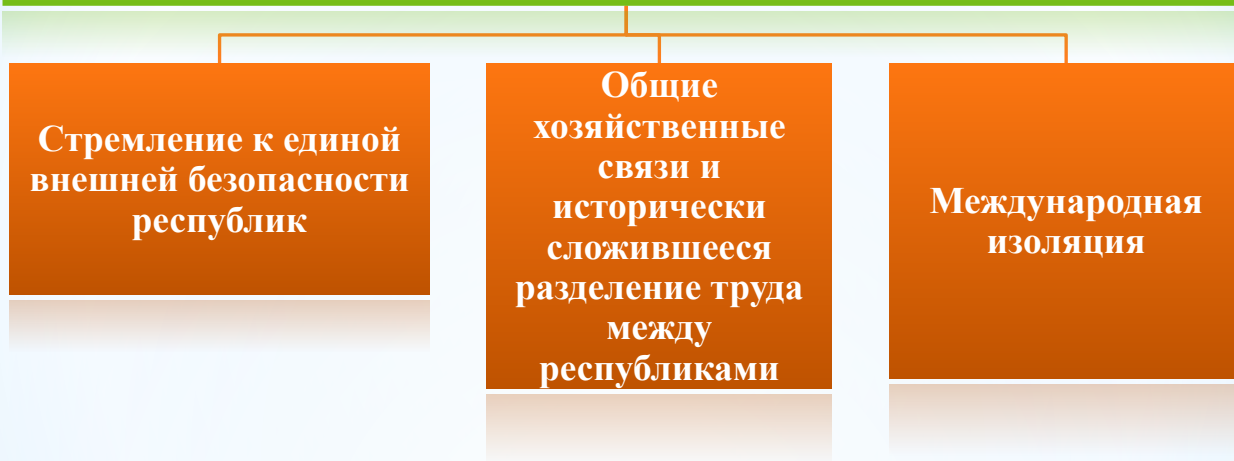 Стремление к единой
внешней безопасности
республик
Общие
хозяйственные
связи и
исторически
сложившееся
разделение труда
между
республиками
Международная
изоляция